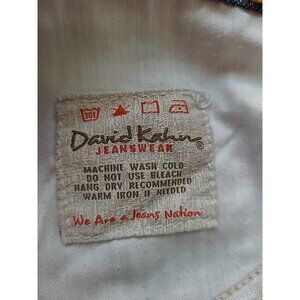 David Kahn®
JEANSWEAR
MACHINE WASH COLD
DO NOT USE BLEACH
HANG DRY RECOMMENDED
WARM IRON IF NEEDED
We Are a Jeans Nation